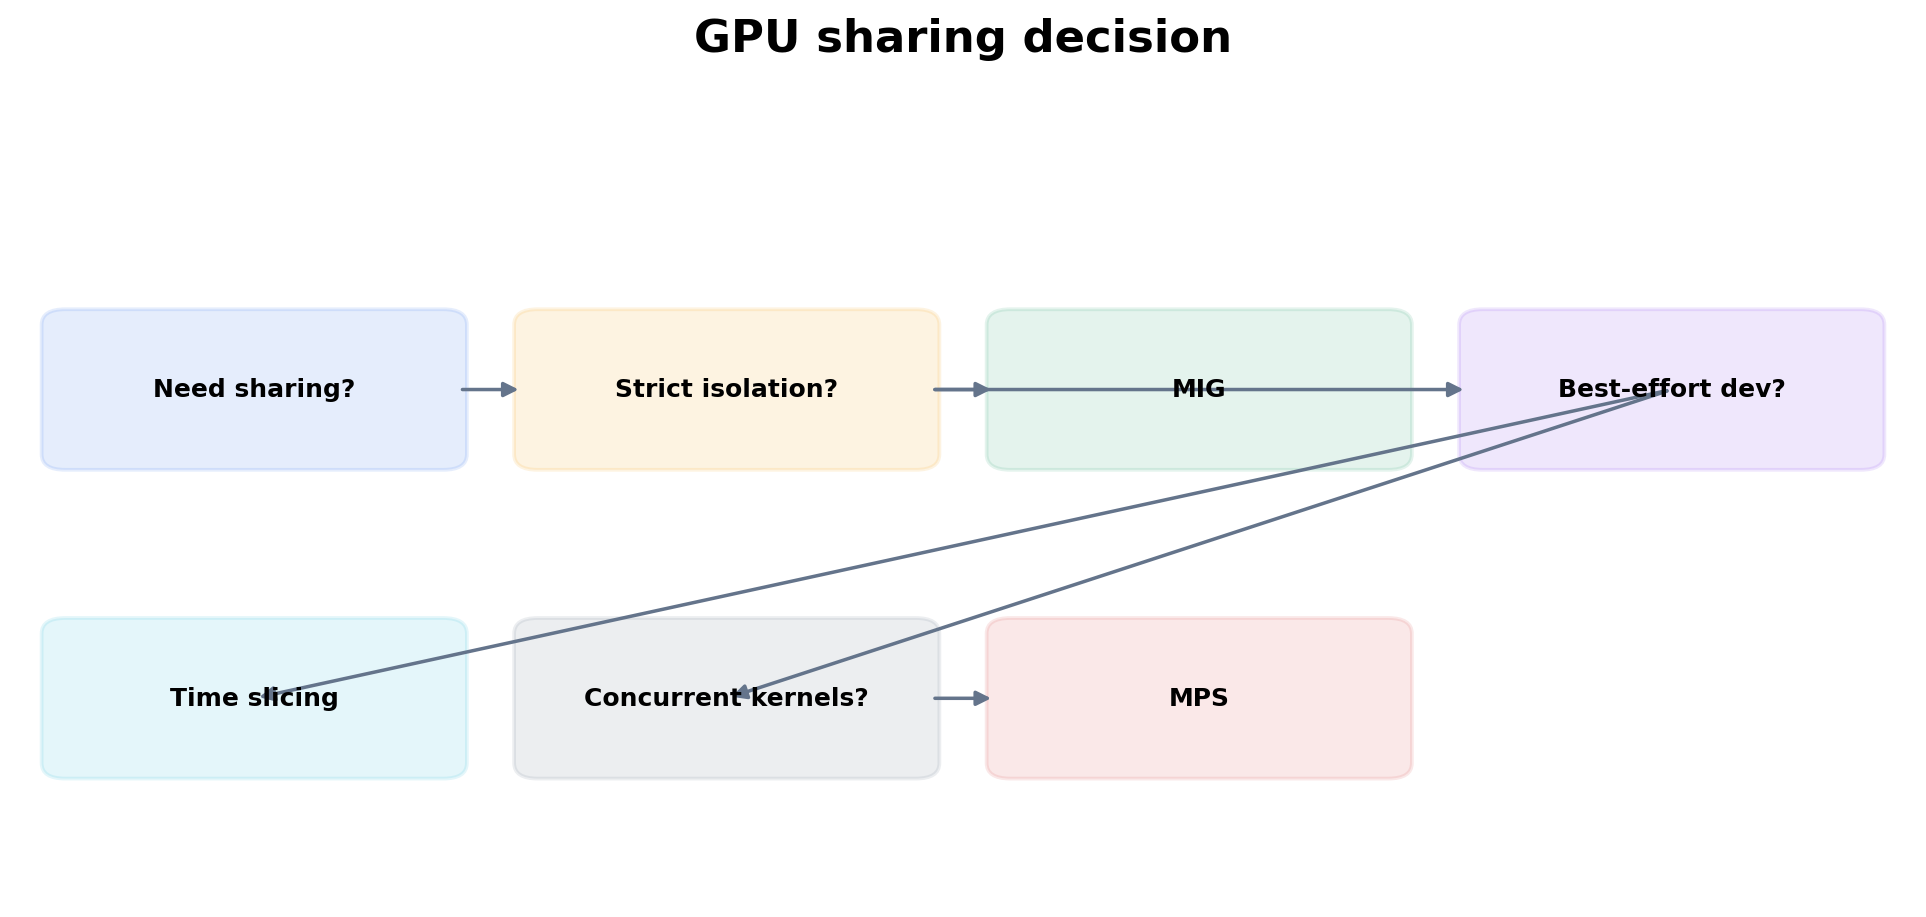 GPU sharing decision
Need sharing?
Strict isolation?
MIG
Best-effort dev?
Time slicing
Concurrent kernels?
MPS